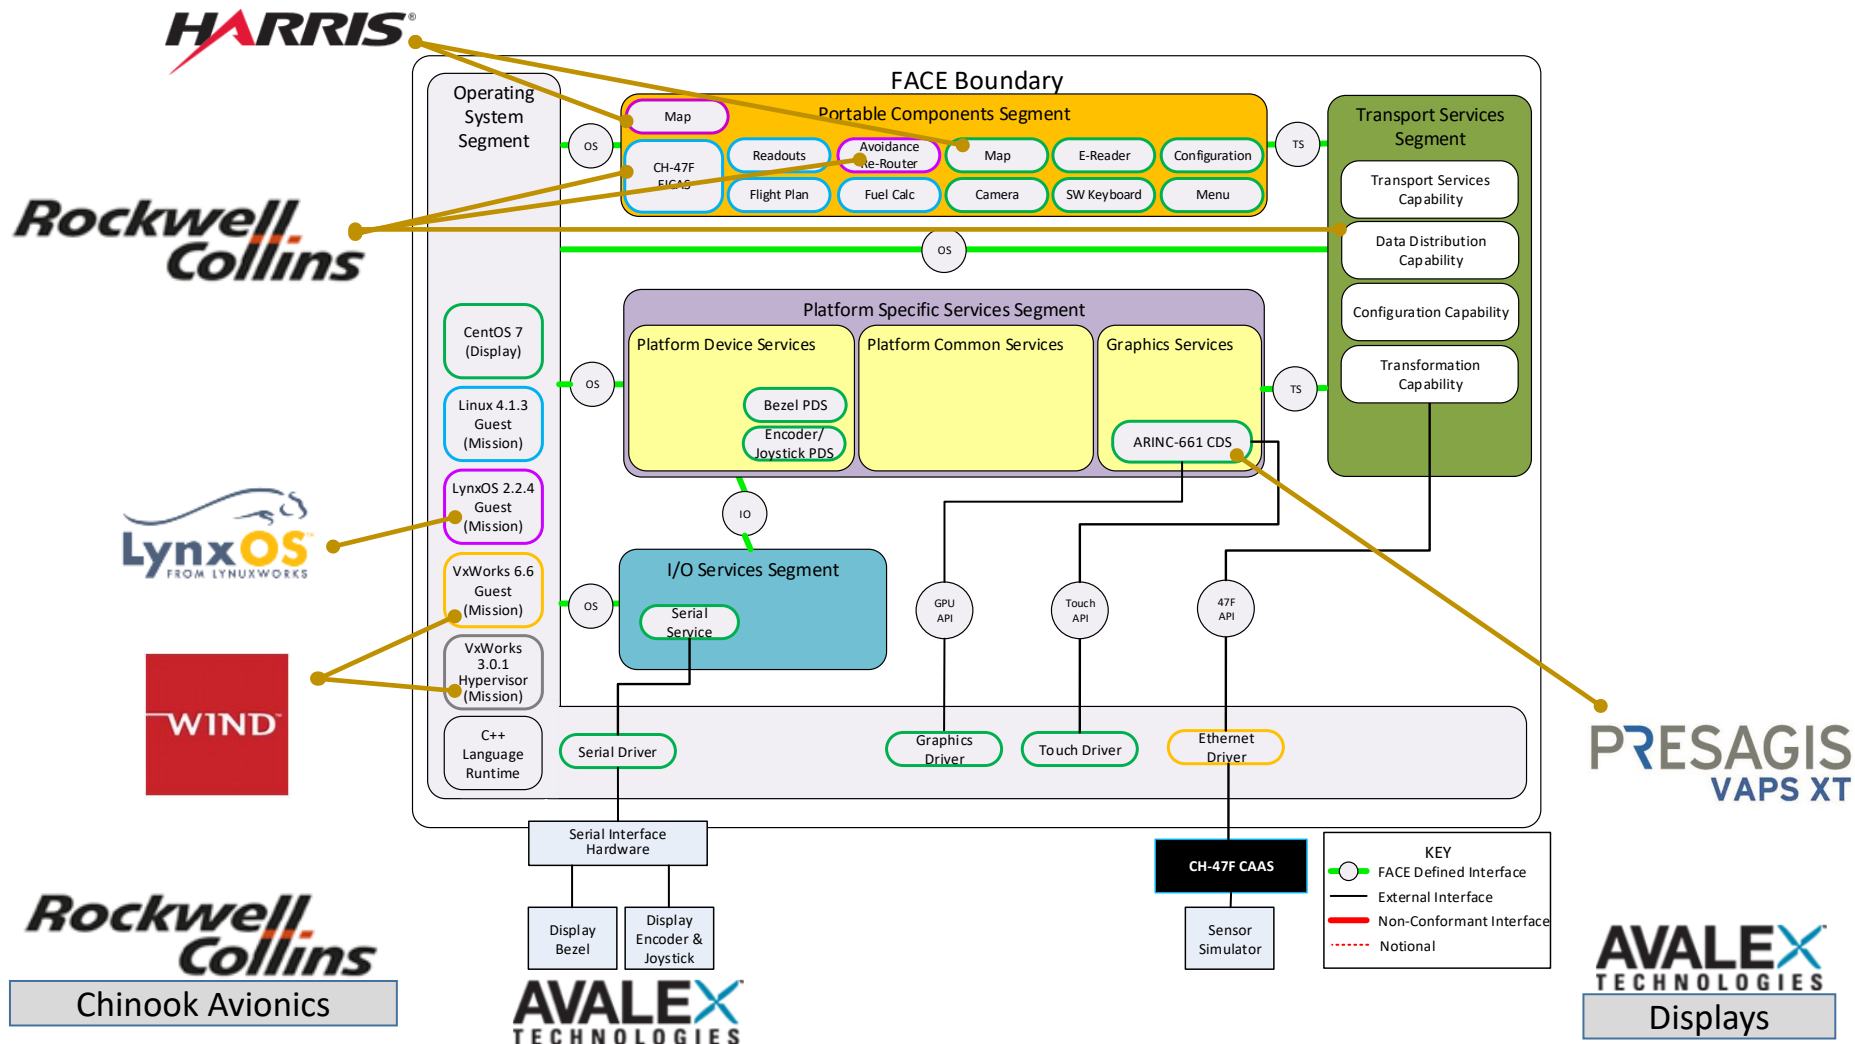 HARRIS®
FACE Boundary
Operating
System
Segment
Portable Components Segment
Map
CH-47F
EICAS
Readouts
Avoidance
Re-Router
Map
E-Reader
Configuration
Flight Plan
Fuel Calc
Camera
SW Keyboard
Menu
OS
TS
Transport Services
Segment
Transport Services
Capability
Data Distribution
Capability
Configuration Capability
Transformation
Capability
Rockwell
Collins
OS
Platform Specific Services Segment
Platform Device Services
Platform Common Services
Graphics Services
Bezel PDS
Encoder/
Joystick PDS
ARINC-661 CDS
OS
TS
CentOS 7
(Display)
Linux 4.1.3
Guest
(Mission)
LynxOS 2.2.4
Guest
(Mission)
VxWorks 6.6
Guest
(Mission)
VxWorks
3.0.1
Hypervisor
(Mission)
C++
Language
Runtime
LynxOS™
FROM LYNUXWORKS
WIND™
IO
I/O Services Segment
Serial
Service
OS
GPU
API
Touch
API
47F
API
Serial Driver
Graphics
Driver
Touch Driver
Ethernet
Driver
PRESAGIS
VAPS XT
Serial Interface
Hardware
Display
Bezel
Display
Encoder &
Joystick
CH-47F CAAS
Sensor
Simulator
KEY
FACE Defined Interface
External Interface
Non-Conformant Interface
Notional
Rockwell
Collins
Chinook Avionics
AVALEX
TECHNOLOGIES
AVALEX
TECHNOLOGIES
Displays